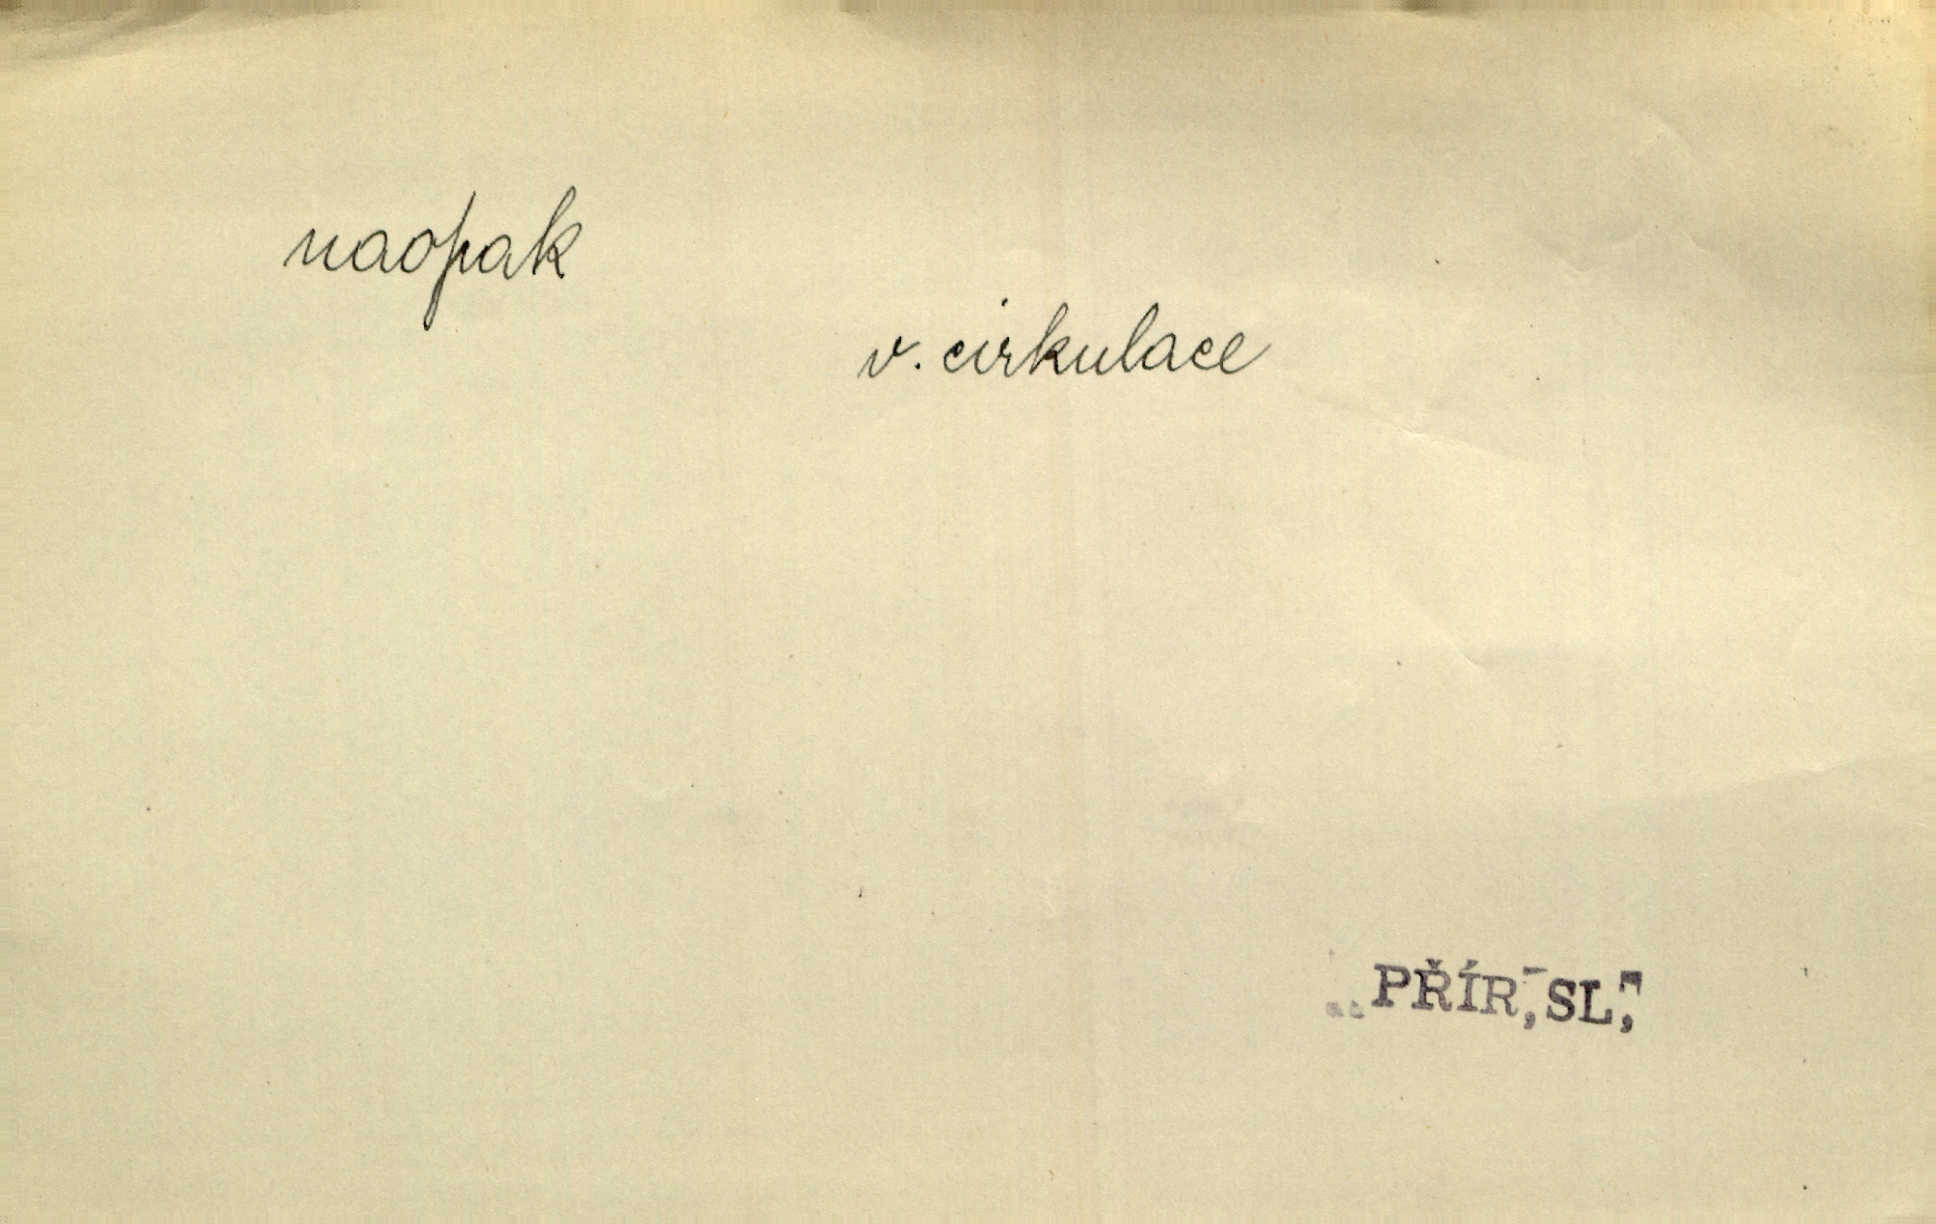 naopak
v. cirkulace
„PŘÍR, SL,"